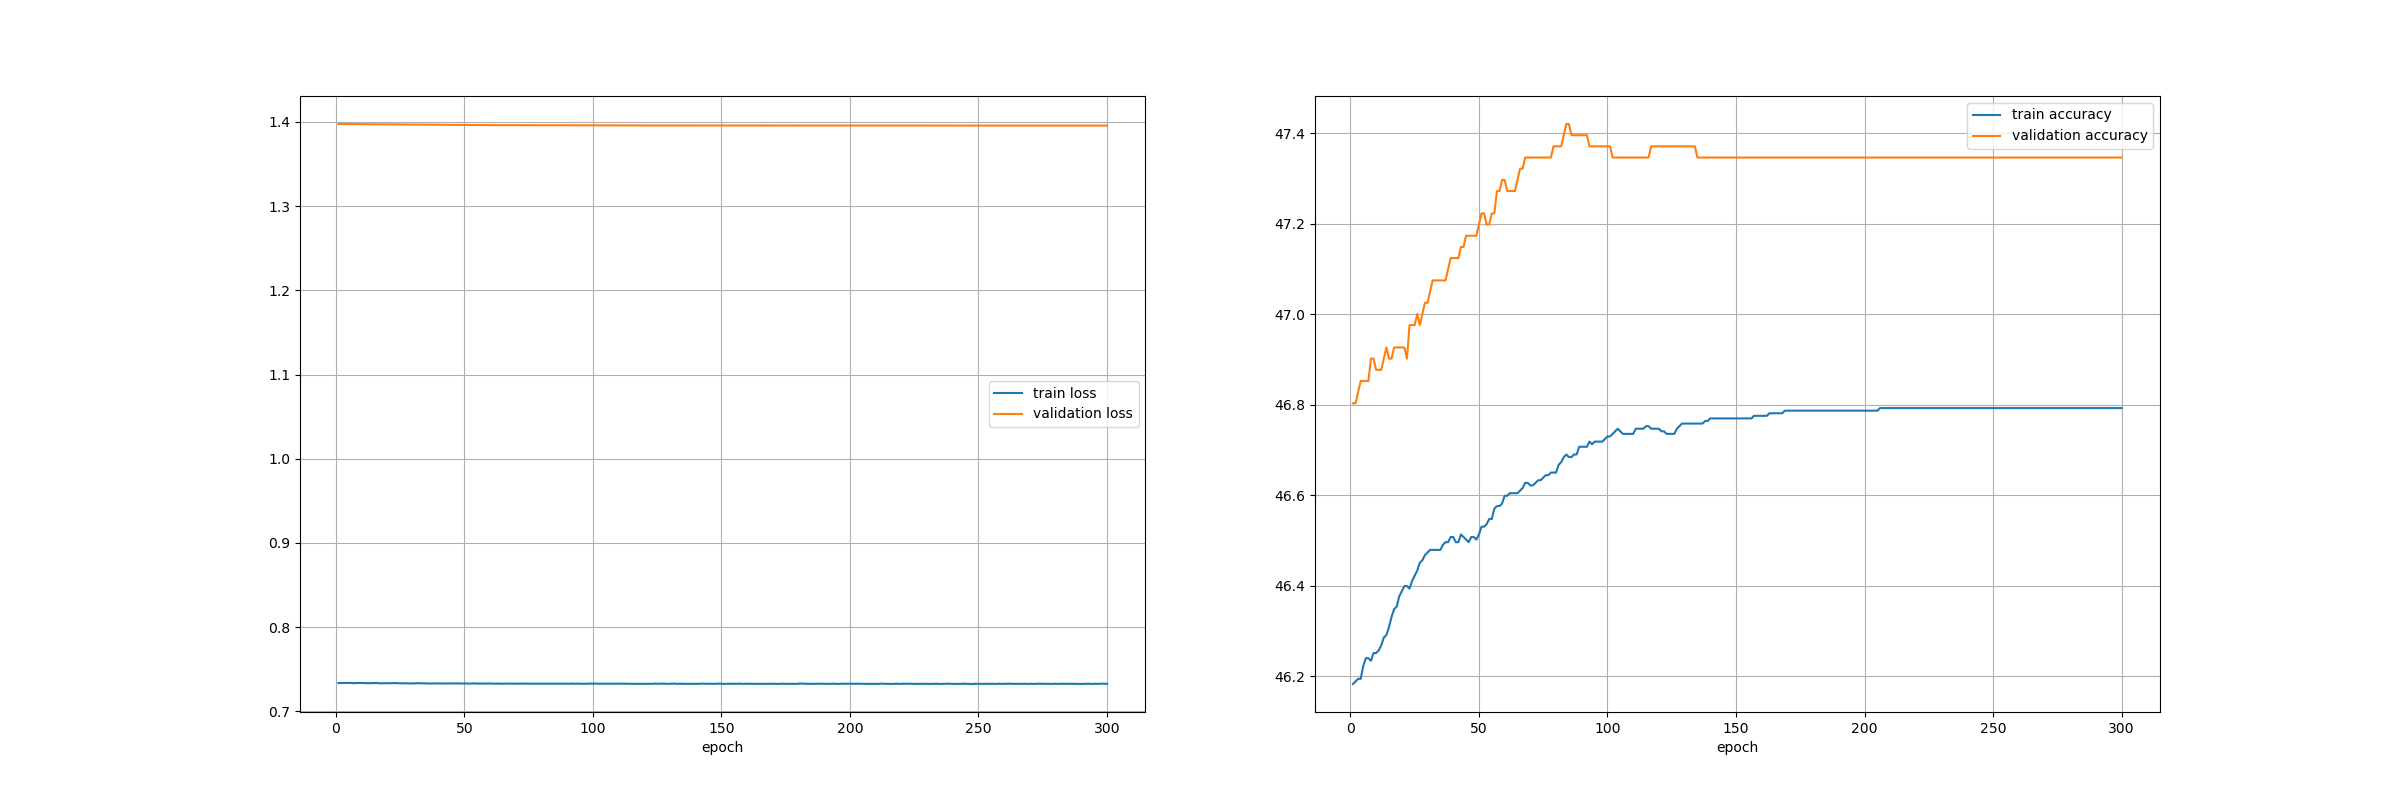 1.4
1.3
1.2
1.1
1.0
0.9
0.8
0.7
0 50 100 150 200 250 300
epoch
train loss
validation loss
47.4
47.2
47.0
46.8
46.6
46.4
46.2
0 50 100 150 200 250 300
epoch
train accuracy
validation accuracy